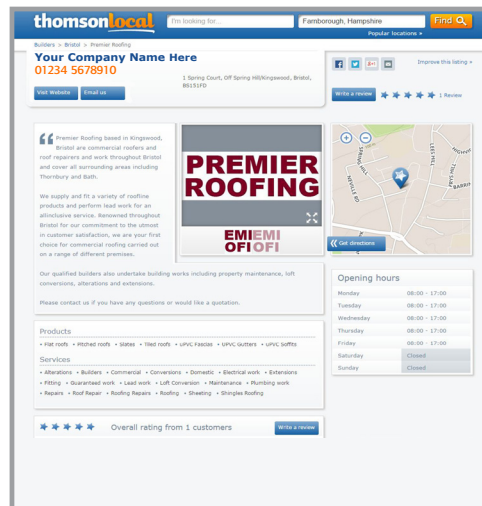 thomsonlocal
I'm looking for...
Farnborough, Hampshire
Find
Popular locations »
Builders > Bristol > Premier Roofing
Your Company Name Here
01234 5678910
1 Spring Court, Off Spring Hill/Kingswood, Bristol,
BS151FD
Visit Website
Email us
Improve this listing »
Write a review
1 Review
Premier Roofing based in Kingswood,
Bristol are commercial roofers and
roof repairers and work throughout Bristol
and cover all surrounding areas including
Thornbury and Bath.
We supply and fit a variety of roofline
products and perform lead work for an
allinclusive service. Renowned throughout
Bristol for our commitment to the utmost
in customer satisfaction, we are your first
choice for commercial roofing carried out
on a range of different premises.
Our qualified builders also undertake building works including property maintenance, loft
conversions, alterations and extensions.
Please contact us if you have any questions or would like a quotation.
PREMIER
ROOFING
EMIEMI
OFIOFI
SPRING HILL
LEES HILL
NEVILLE RD
Get directions
Opening hours
Monday 08:00 - 17:00
Tuesday 08:00 - 17:00
Wednesday 08:00 - 17:00
Thursday 08:00 - 17:00
Friday 08:00 - 17:00
Saturday Closed
Sunday Closed
Products
• Flat roofs • Pitched roofs • Slates • Tiled roofs • UPVC Fascias • UPVC Gutters • UPVC Soffits
Services
• Alterations • Builders • Commercial • Conversions • Domestic • Electrical work • Extensions
• Fitting • Guaranteed work • Lead work • Loft Conversion • Maintenance • Plumbing work
• Repairs • Roof Repair • Roofing Repairs • Roofing • Sheeting • Shingles Roofing
Overall rating from 1 customers
Write a review